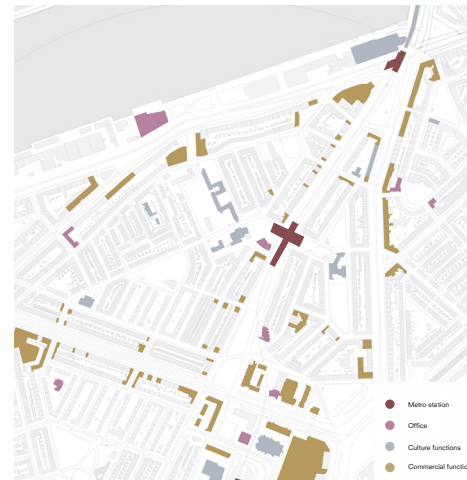 Metro station
Office
Culture functions
Commercial functio